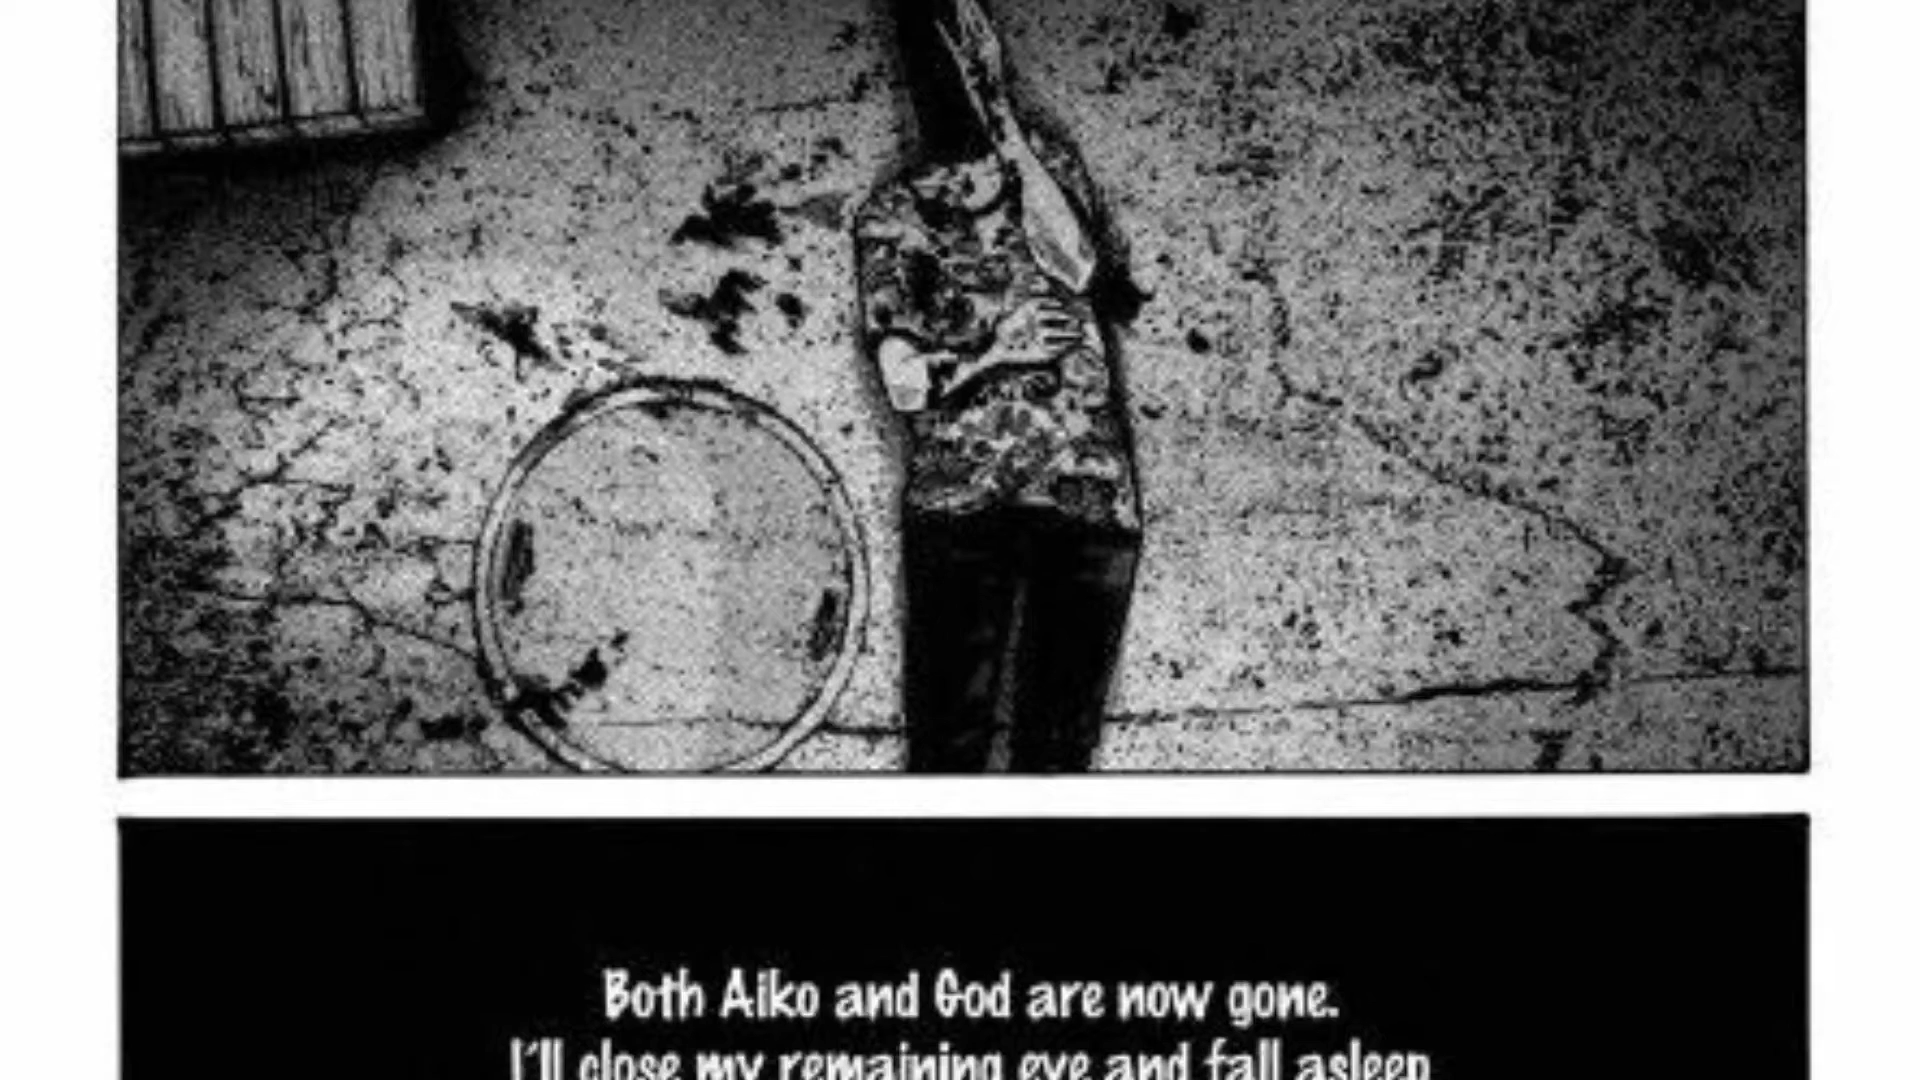 Both Aiko and God are now gone.
I'll close my remaining eye and fall asleep